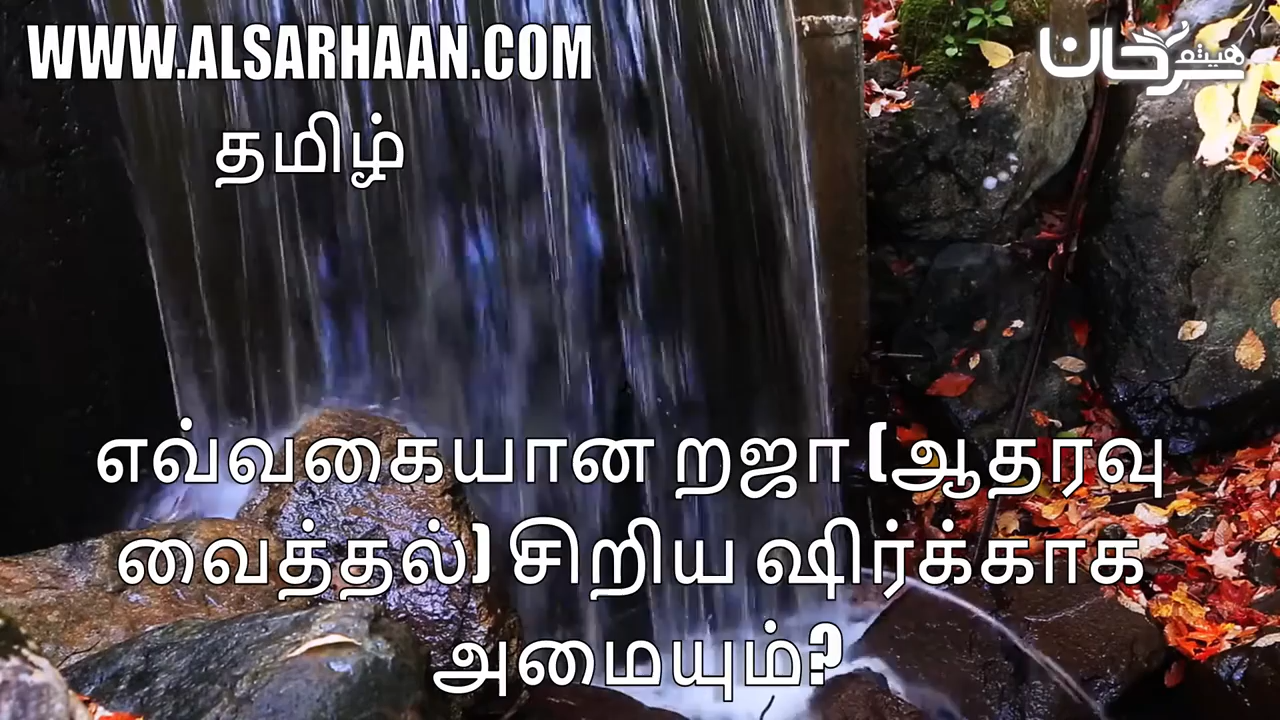 WWW.ALSARHAAN.COM
هيثم سرحان
தமிழ்
எவ்வகையான றஜா (ஆதரவு
வைத்தல்) சிறிய ஷிர்க்காக
அமையும்?